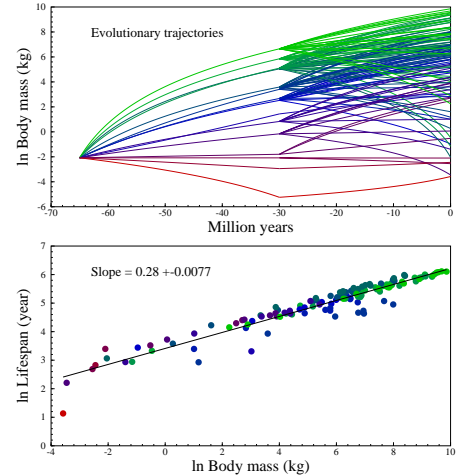 10
8
6
4
2
0
-2
-4
-6
ln Body mass (kg)
Evolutionary trajectories
-70 -60 -50 -40 -30 -20 -10 0
Million years
7
6
5
4
3
2
1
0
ln Lifespan (year)
Slope = 0.28 +-0.0077
-4 -2 0 2 4 6 8 10
ln Body mass (kg)